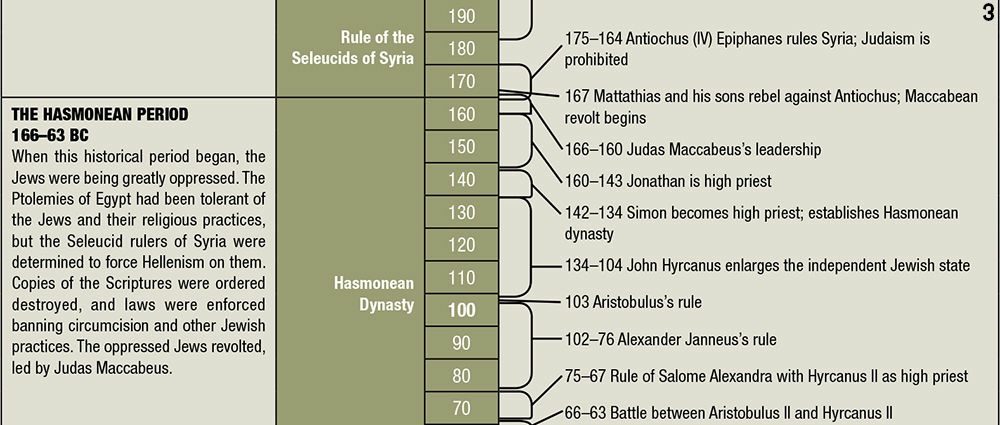 3
Rule of the
Seleucids of Syria
THE HASMONEAN PERIOD
166–63 BC
When this historical period began, the
Jews were being greatly oppressed. The
Ptolemies of Egypt had been tolerant of
the Jews and their religious practices,
but the Seleucid rulers of Syria were
determined to force Hellenism on them.
Copies of the Scriptures were ordered
destroyed, and laws were enforced
banning circumcision and other Jewish
practices. The oppressed Jews revolted,
led by Judas Maccabeus.
Hasmonean
Dynasty
190
180
170
160
150
140
130
120
110
100
90
80
70
175–164 Antiochus (IV) Epiphanes rules Syria; Judaism is
prohibited
167 Mattathias and his sons rebel against Antiochus; Maccabean
revolt begins
166–160 Judas Maccabeus’s leadership
160–143 Jonathan is high priest
142–134 Simon becomes high priest; establishes Hasmonean
dynasty
134–104 John Hyrcanus enlarges the independent Jewish state
103 Aristobulus’s rule
102–76 Alexander Janneus’s rule
75–67 Rule of Salome Alexandra with Hyrcanus II as high priest
66–63 Battle between Aristobulus II and Hyrcanus II